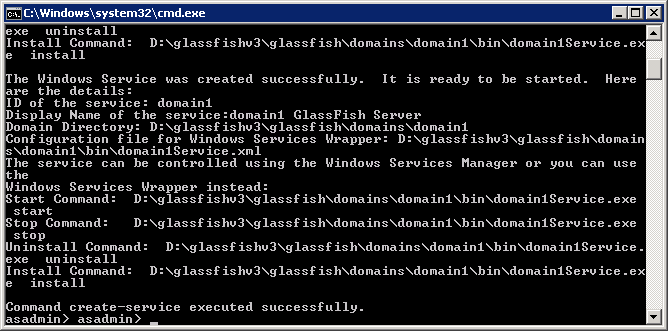 C:\Windows\system32\cmd.exe
exe  uninstall
Install Command:  D:\glassfishv3\glassfish\domains\domain1\bin\domain1Service.ex
e  install
The Windows Service was created successfully.  It is ready to be started.  Here
are the details:
ID of the service: domain1
Display Name of the service:domain1 GlassFish Server
Domain Directory: D:\glassfishv3\glassfish\domains\domain1
Configuration file for Windows Services Wrapper: D:\glassfishv3\glassfish\domain
s\domain1\bin\domain1Service.xml
The service can be controlled using the Windows Services Manager or you can use
the
Windows Services Wrapper instead:
Start Command:  D:\glassfishv3\glassfish\domains\domain1\bin\domain1Service.exe
 start
Stop Command:  D:\glassfishv3\glassfish\domains\domain1\bin\domain1Service.exe
 stop
Uninstall Command:  D:\glassfishv3\glassfish\domains\domain1\bin\domain1Service.
exe  uninstall
Install Command:  D:\glassfishv3\glassfish\domains\domain1\bin\domain1Service.ex
e  install
Command create-service executed successfully.
asadmin> asadmin> _